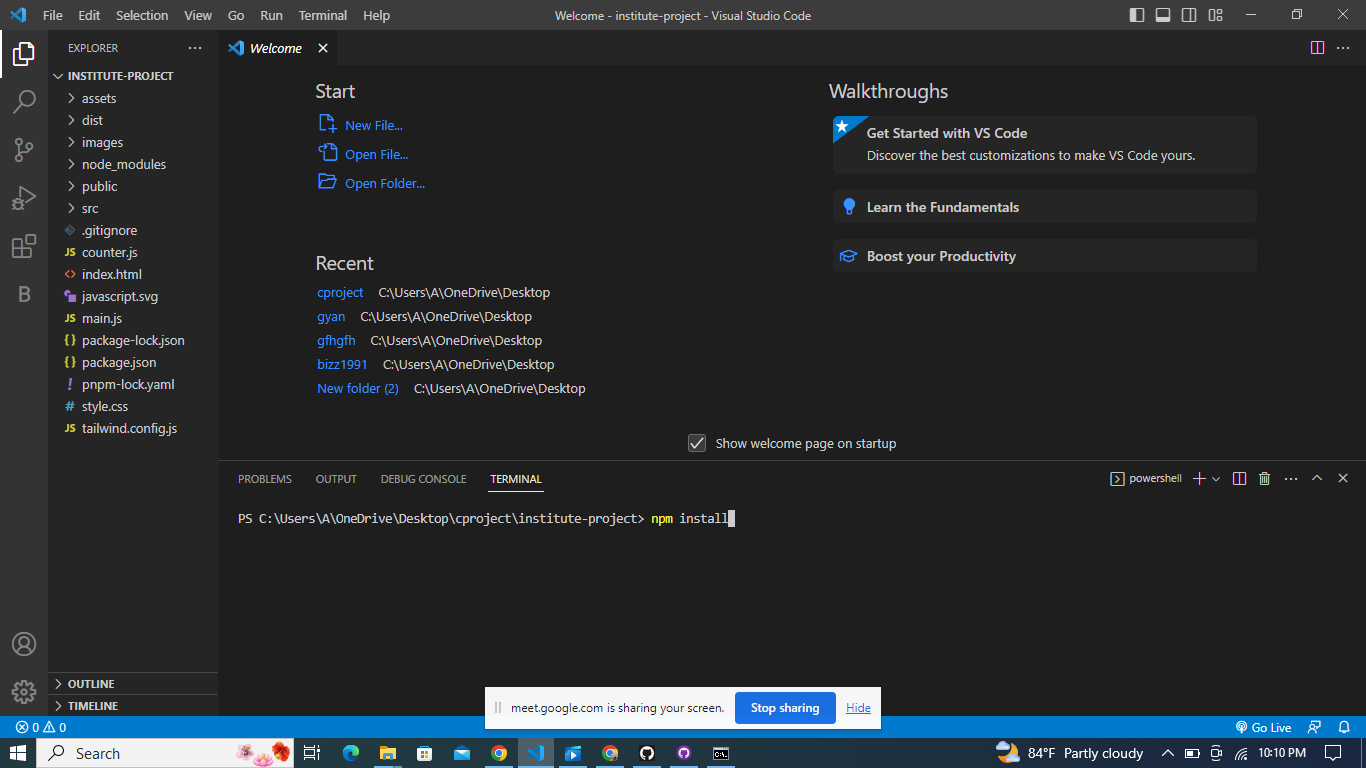 File Edit Selection View Go Run Terminal Help Welcome - institute-project - Visual Studio Code
EXPLORER
INSTITUTE-PROJECT
assets
dist
images
node_modules
public
src
.gitignore
JS counter.js
<> index.html
javascript.svg
JS main.js
{} package-lock.json
{} package.json
! pnpm-lock.yaml
# style.css
JS tailwind.config.js
OUTLINE
TIMELINE
B
Welcome
Start
New File...
Open File...
Open Folder...
Recent
cproject C:\Users\A\OneDrive\Desktop
gyan C:\Users\A\OneDrive\Desktop
gfhgfh C:\Users\A\OneDrive\Desktop
bizz1991 C:\Users\A\OneDrive\Desktop
New folder (2) C:\Users\A\OneDrive\Desktop
Walkthroughs
Get Started with VS Code
Discover the best customizations to make VS Code yours.
Learn the Fundamentals
Boost your Productivity
Show welcome page on startup
PROBLEMS OUTPUT DEBUG CONSOLE TERMINAL powershell
PS C:\Users\A\OneDrive\Desktop\cproject\institute-project> npm install
meet.google.com is sharing your screen. Stop sharing Hide
0 0 Go Live
Search 84°F Partly cloudy 10:10 PM